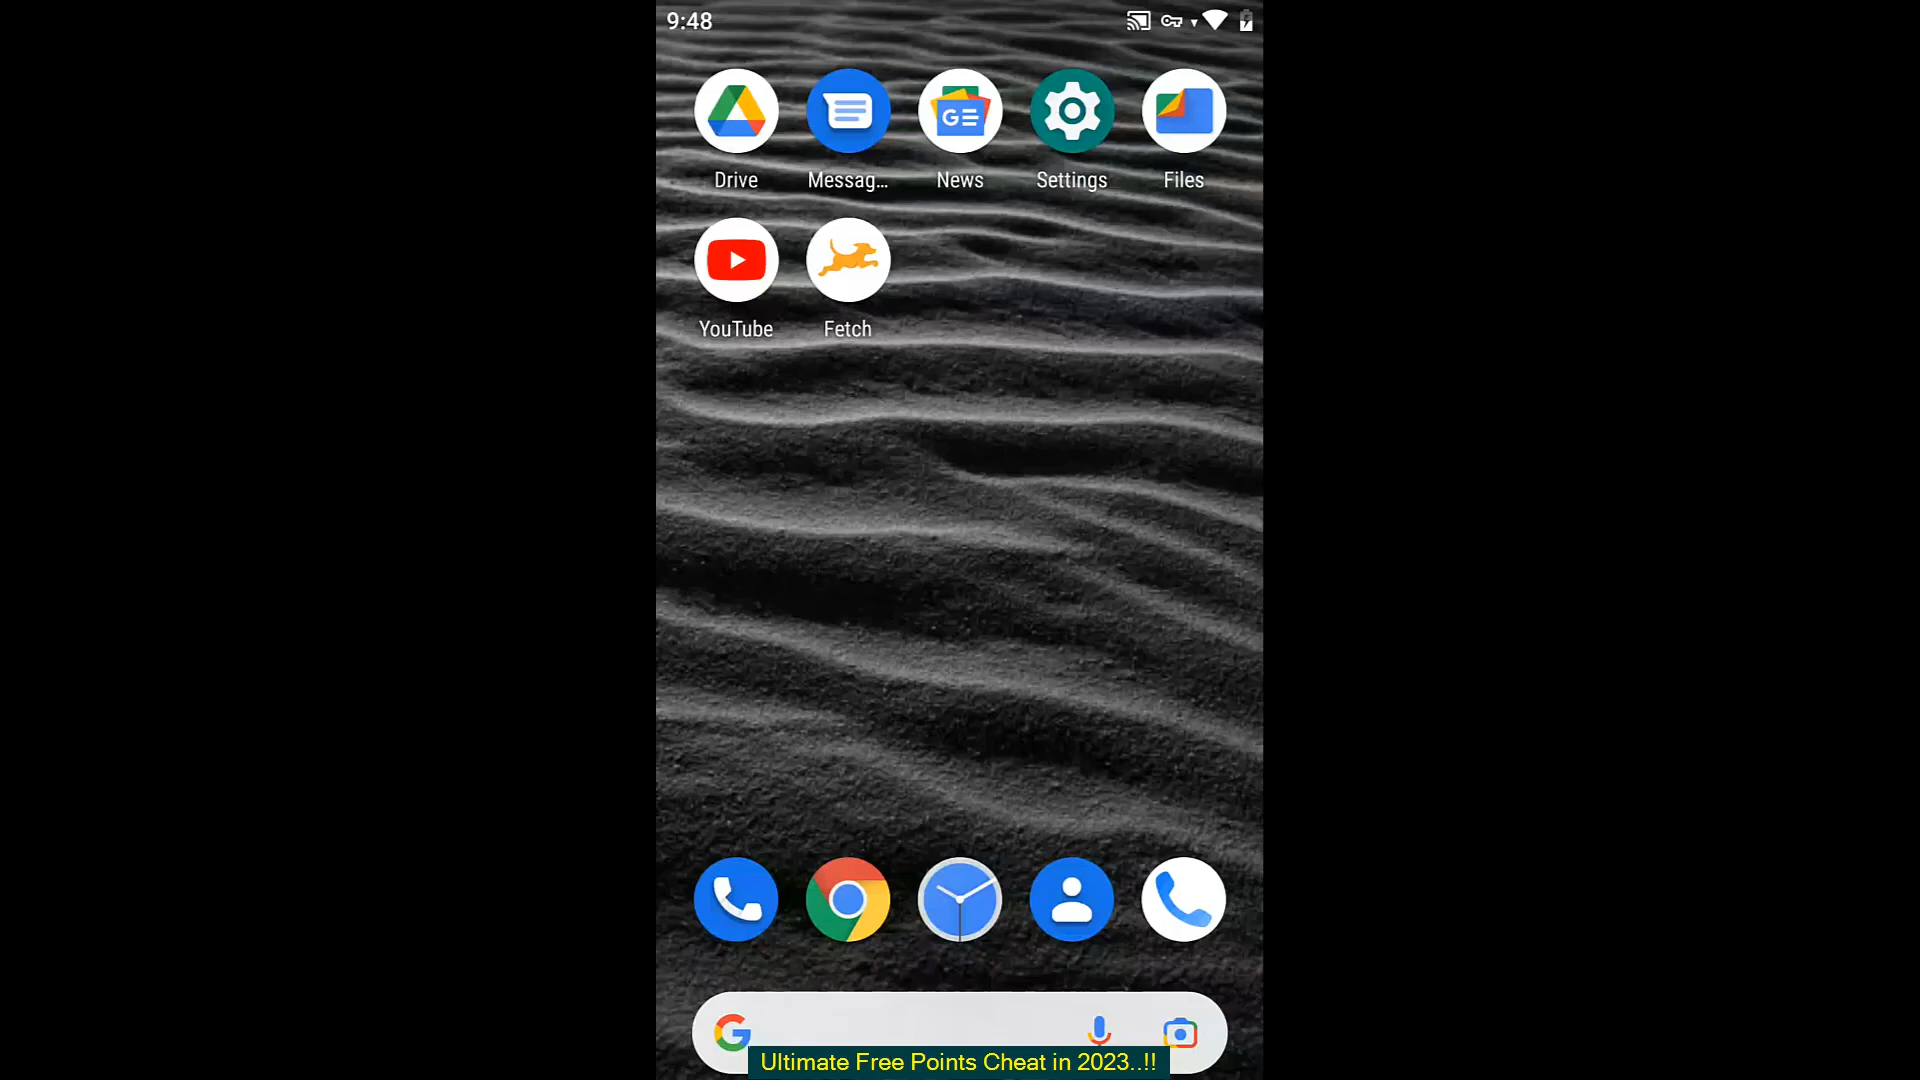 9:48
Drive
Messag...
News
Settings
Files
YouTube
Fetch
Ultimate Free Points Cheat in 2023..!!